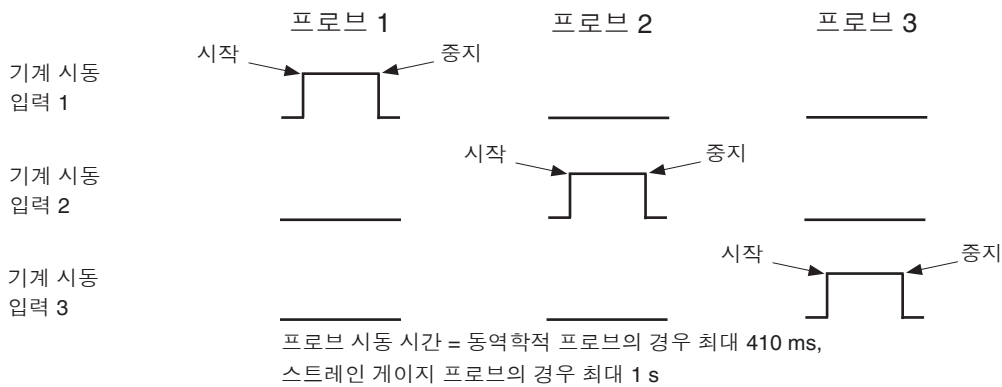 프로브 1 프로브 2 프로브 3
시작 중지
기계 시동
입력 1
시작 중지
기계 시동
입력 2
시작 중지
기계 시동
입력 3
프로브 시동 시간 = 동역학적 프로브의 경우 최대 410 ms,
스트레인 게이지 프로브의 경우 최대 1 s